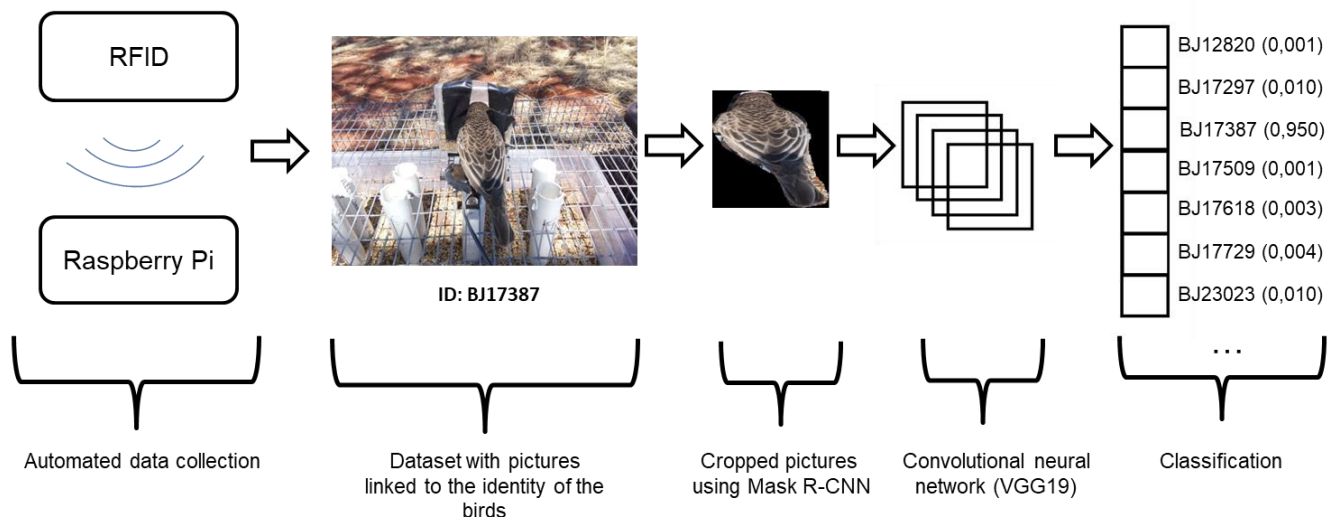 RFID
Raspberry Pi
ID: BJ17387
BJ12820 (0,001)
BJ17297 (0,010)
BJ17387 (0,950)
BJ17509 (0,001)
BJ17618 (0,003)
BJ17729 (0,004)
BJ23023 (0,010)
...
Automated data collection
Dataset with pictures
linked to the identity of the
birds
Cropped pictures
using Mask R-CNN
Convolutional neural
network (VGG19)
Classification